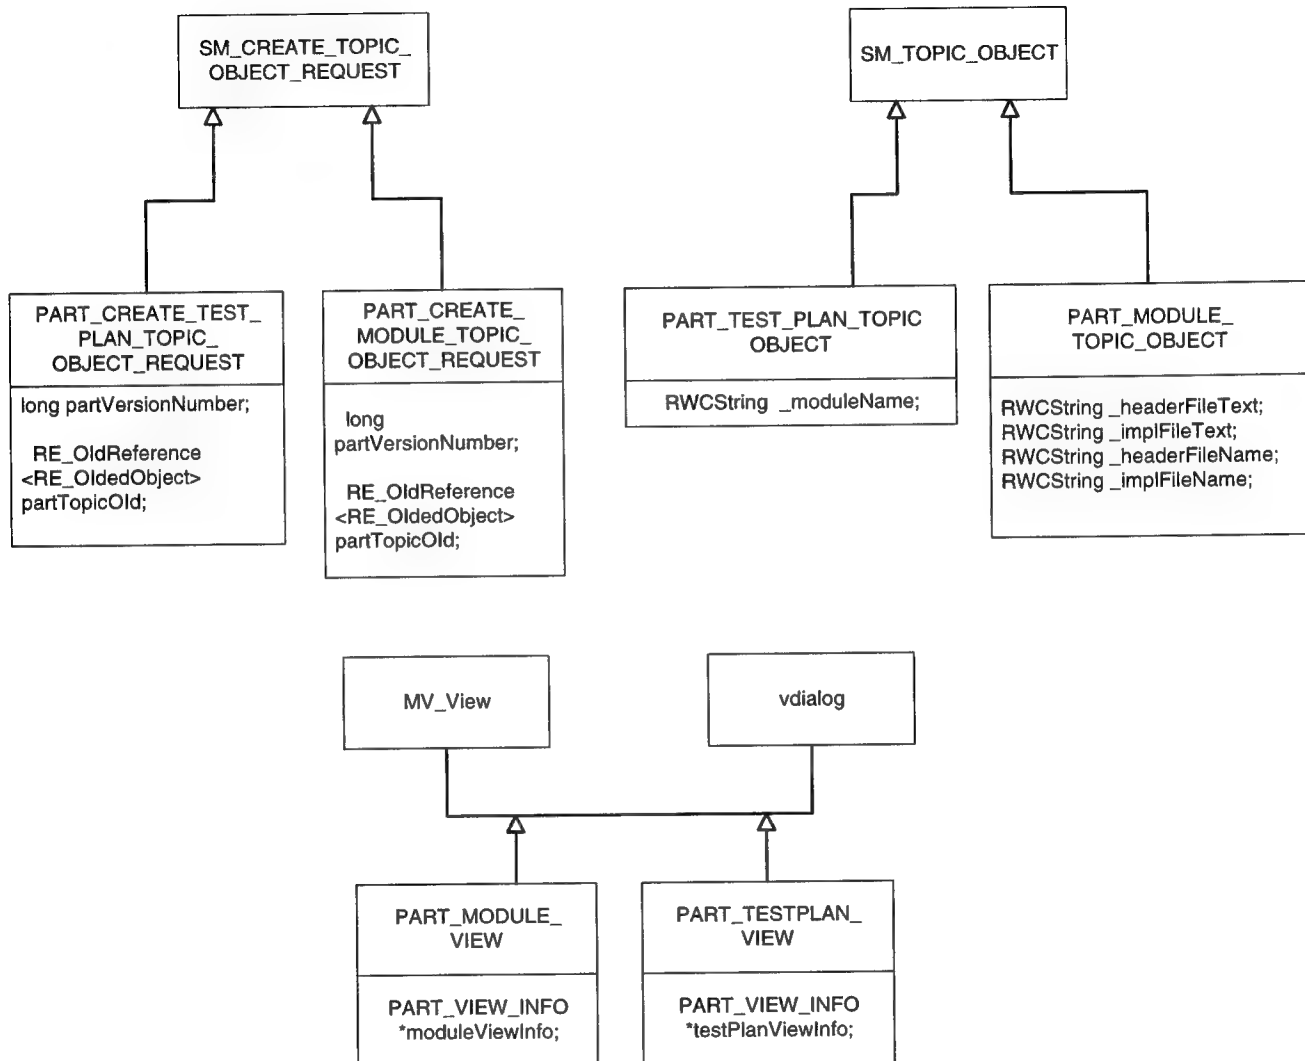 SM_CREATE_TOPIC_
OBJECT_REQUEST
SM_TOPIC_OBJECT
PART_CREATE_TEST_
PLAN_TOPIC_
OBJECT_REQUEST
long partVersionNumber;
RE_OldReference
<RE_OldedObject>
partTopicOld;
PART_CREATE_
MODULE_TOPIC_
OBJECT_REQUEST
long
partVersionNumber;
RE_OldReference
<RE_OldedObject>
partTopicOld;
PART_TEST_PLAN_TOPIC
OBJECT
RWCString _moduleName;
PART_MODULE_
TOPIC_OBJECT
RWCString _headerFileText;
RWCString _implFileText;
RWCString _headerFileName;
RWCString _implFileName;
MV_View
vdialog
PART_MODULE_
VIEW
PART_VIEW_INFO
*moduleViewInfo;
PART_TESTPLAN_
VIEW
PART_VIEW_INFO
*testPlanViewInfo;